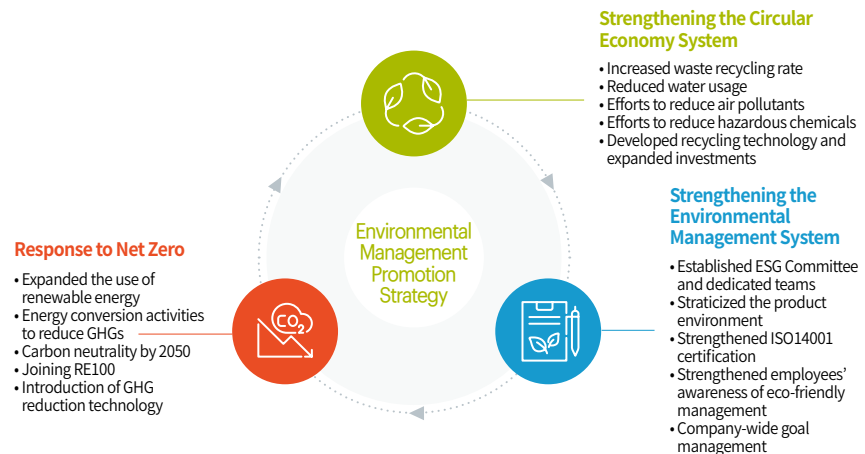 Strengthening the Circular
Economy System
• Increased waste recycling rate
• Reduced water usage
• Efforts to reduce air pollutants
• Efforts to reduce hazardous chemicals
• Developed recycling technology and
expanded investments
Strengthening the
Environmental
Management System
• Established ESG Committee
and dedicated teams
• Straticized the product
environment
• Strengthened ISO14001
certification
• Strengthened employees’
awareness of eco-friendly
management
• Company-wide goal
management
Environmental
Management
Promotion
Strategy
Response to Net Zero
• Expanded the use of
renewable energy
• Energy conversion activities
to reduce GHGs
• Carbon neutrality by 2050
• Joining RE100
• Introduction of GHG
reduction technology
CO2